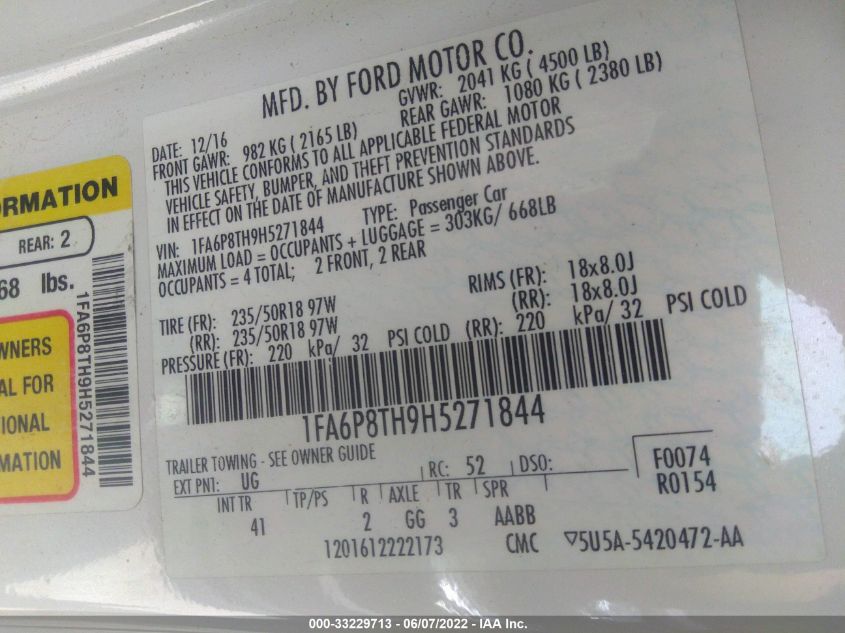 MFD. BY FORD MOTOR CO.
DATE: 12/16 GVWR: 2041 KG ( 4500 LB)
FRONT GAWR: 982 KG ( 2165 LB) REAR GAWR: 1080 KG ( 2380 LB)
THIS VEHICLE CONFORMS TO ALL APPLICABLE FEDERAL MOTOR
VEHICLE SAFETY, BUMPER, AND THEFT PREVENTION STANDARDS
IN EFFECT ON THE DATE OF MANUFACTURE SHOWN ABOVE.
VIN: 1FA6P8TH9H5271844 TYPE: Passenger Car
MAXIMUM LOAD = OCCUPANTS + LUGGAGE = 303KG/ 668LB
OCCUPANTS = 4 TOTAL; 2 FRONT, 2 REAR
RIMS (FR): 18x8.0J
TIRE (FR): 235/50R18 97W (RR): 18x8.0J
(RR): 235/50R18 97W
PRESSURE (FR): 220 kPa/ 32 PSI COLD (RR): 220 kPa/ 32 PSI COLD
1FA6P8TH9H5271844
TRAILER TOWING - SEE OWNER GUIDE
EXT PNT: UG RC: 52 DSO: F0074
INT TR TP/PS R AXLE TR SPR R0154
41 2 GG 3 AABB
1201612222173 CMC ▽5U5A-5420472-AA
ORMATION
REAR: 2
68 lbs.
1FA6P8TH9H5271844
WNERS
AL FOR
IONAL
MATION
000-33229713 - 06/07/2022 - IAA Inc.